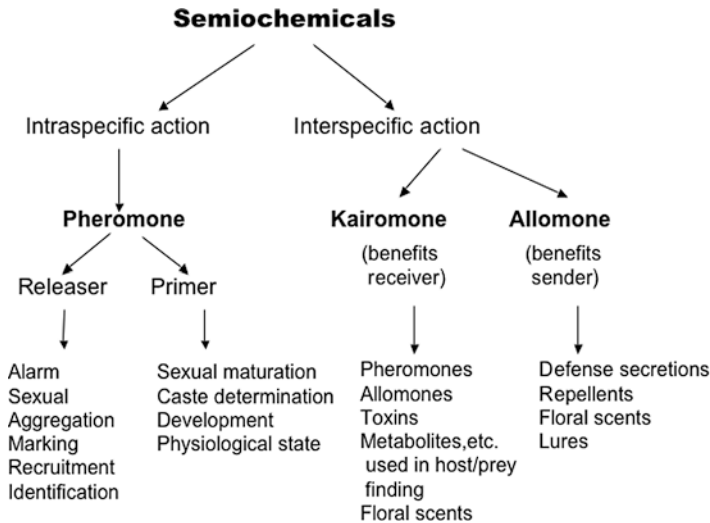 Semiochemicals
Intraspecific action
Interspecific action
Pheromone
Kairomone
Allomone
(benefits
receiver)
(benefits
sender)
Releaser
Primer
Alarm
Sexual
Aggregation
Marking
Recruitment
Identification
Sexual maturation
Caste determination
Development
Physiological state
Pheromones
Allomones
Toxins
Metabolites,etc.
used in host/prey
finding
Floral scents
Defense secretions
Repellents
Floral scents
Lures